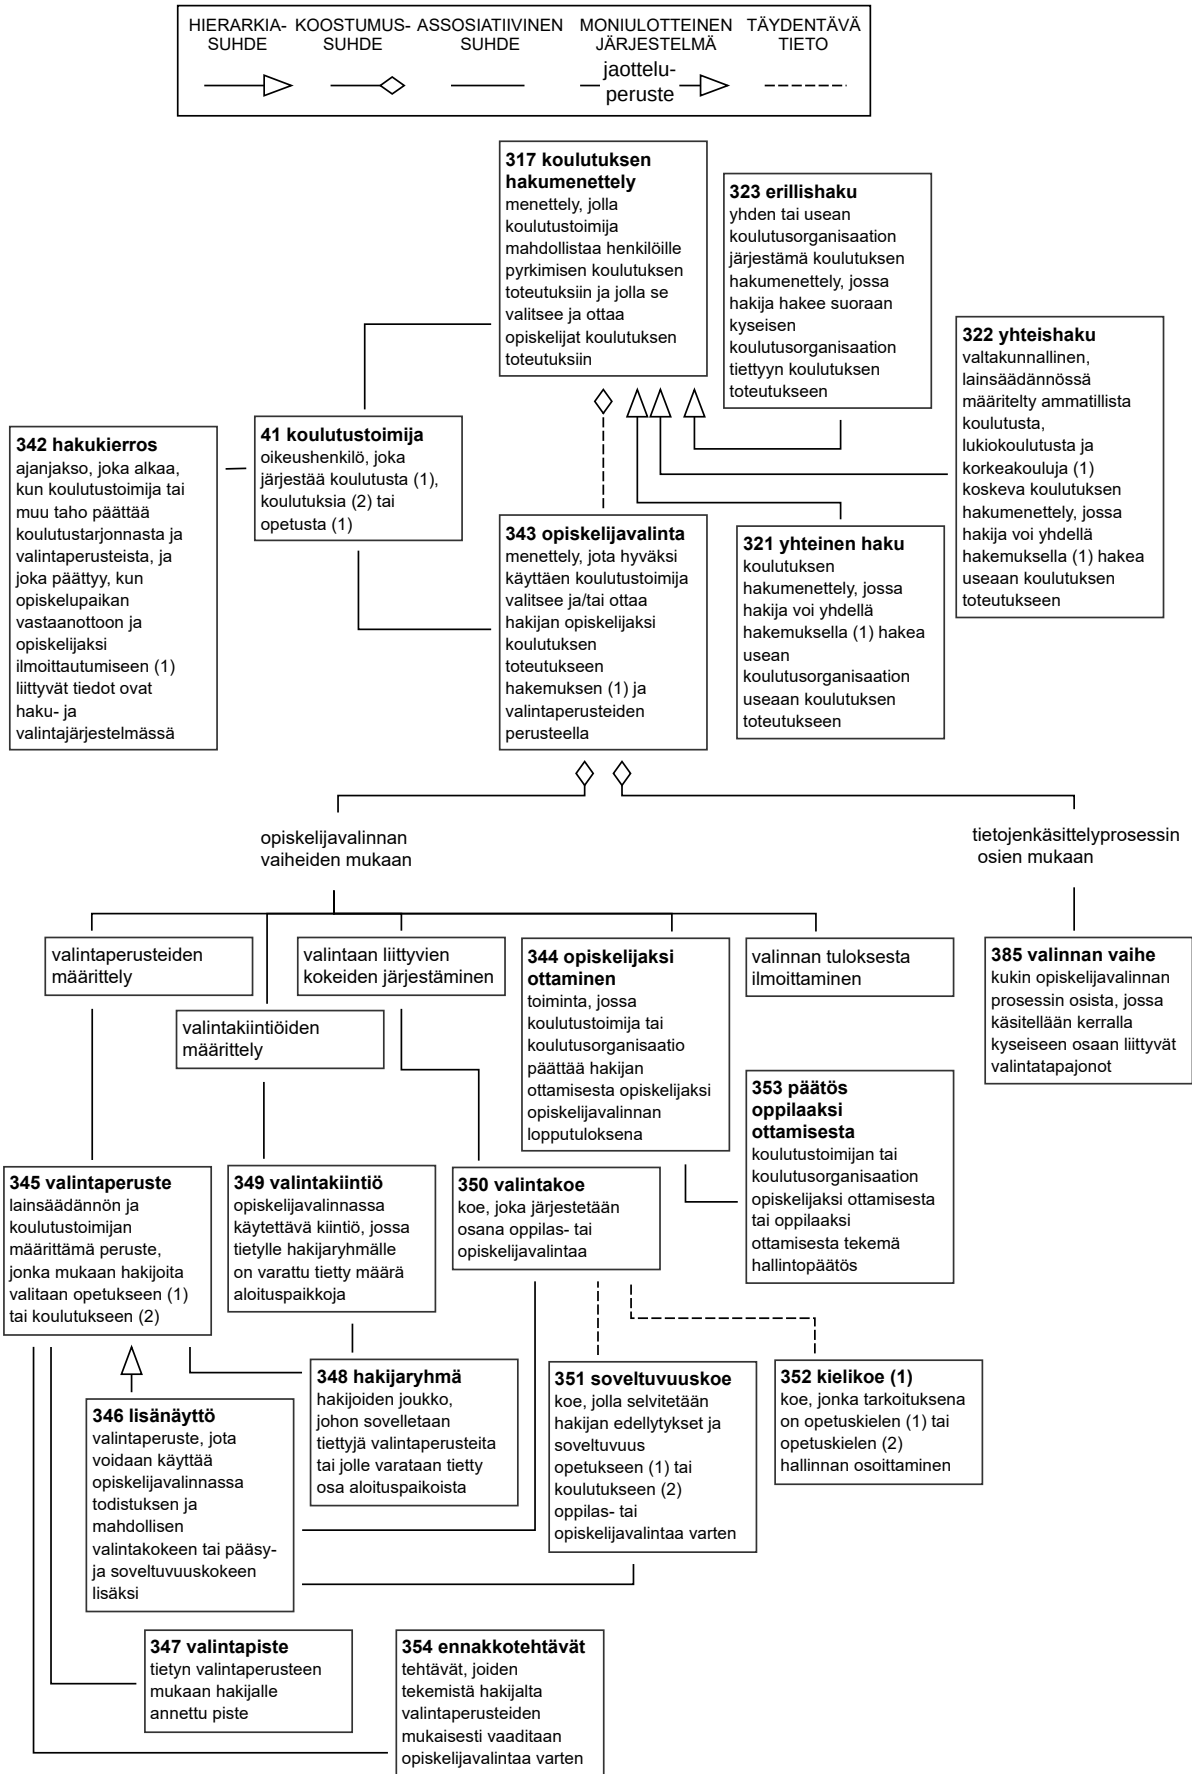 HIERARKIA-
SUHDE
KOOSTUMUS-
SUHDE
ASSOSIATIIVINEN
SUHDE
MONIULOTTEINEN
JÄRJESTELMÄ
TÄYDENTÄVÄ
TIETO
jaottelu-
peruste
317 koulutuksen
hakumenettely
menettely, jolla
koulutustoimija
mahdollistaa henkilöille
pyrkimisen koulutuksen
toteutuksiin ja jolla se
valitsee ja ottaa
opiskelijat koulutuksen
toteutuksiin
323 erillishaku
yhden tai usean
koulutusorganisaation
järjestämä koulutuksen
hakumenettely, jossa
hakija hakee suoraan
kyseisen
koulutusorganisaation
tiettyyn koulutuksen
toteutukseen
322 yhteishaku
valtakunnallinen,
lainsäädännössä
määritelty ammatillista
koulutusta,
lukiokoulutusta ja
korkeakouluja (1)
koskeva koulutuksen
hakumenettely, jossa
hakija voi yhdellä
hakemuksella (1) hakea
useaan koulutuksen
toteutukseen
342 hakukierros
ajanjakso, joka alkaa,
kun koulutustoimija tai
muu taho päättää
koulutustarjonnasta ja
valintaperusteista, ja
joka päättyy, kun
opiskelupaikan
vastaanottoon ja
opiskelijaksi
ilmoittautumiseen (1)
liittyvät tiedot ovat
haku- ja
valintajärjestelmässä
41 koulutustoimija
oikeushenkilö, joka
järjestää koulutusta (1),
koulutuksia (2) tai
opetusta (1)
343 opiskelijavalinta
menettely, jota hyväksi
käyttäen koulutustoimija
valitsee ja/tai ottaa
hakijan opiskelijaksi
koulutuksen
toteutukseen
hakemuksen (1) ja
valintaperusteiden
perusteella
321 yhteinen haku
koulutuksen
hakumenettely, jossa
hakija voi yhdellä
hakemuksella (1) hakea
usean
koulutusorganisaation
useaan koulutuksen
toteutukseen
opiskelijavalinnan
vaiheiden mukaan
tietojenkäsittelyprosessin
osien mukaan
valintaperusteiden
määrittely
valintakiintiöiden
määrittely
valintaan liittyvien
kokeiden järjestäminen
344 opiskelijaksi
ottaminen
toiminta, jossa
koulutustoimija tai
koulutusorganisaatio
päättää hakijan
ottamisesta opiskelijaksi
opiskelijavalinnan
lopputuloksena
valinnan tuloksesta
ilmoittaminen
385 valinnan vaihe
kukin opiskelijavalinnan
prosessin osista, jossa
käsitellään kerralla
kyseiseen osaan liittyvät
valintatapajonot
353 päätös
oppilaaksi
ottamisesta
koulutustoimijan tai
koulutusorganisaation
opiskelijaksi ottamisesta
tai oppilaaksi
ottamisesta tekemä
hallintopäätös
345 valintaperuste
lainsäädännön ja
koulutustoimijan
määrittämä peruste,
jonka mukaan hakijoita
valitaan opetukseen (1)
tai koulutukseen (2)
349 valintakiintiö
opiskelijavalinnassa
käytettävä kiintiö, jossa
tietylle hakijaryhmälle
on varattu tietty määrä
aloituspaikkoja
350 valintakoe
koe, joka järjestetään
osana oppilas- tai
opiskelijavalintaa
346 lisänäyttö
valintaperuste, jota
voidaan käyttää
opiskelijavalinnassa
todistuksen ja
mahdollisen
valintakokeen tai pääsy-
ja soveltuvuuskokeen
lisäksi
348 hakijaryhmä
hakijoiden joukko,
johon sovelletaan
tiettyjä valintaperusteita
tai jolle varataan tietty
osa aloituspaikoista
351 soveltuvuuskoe
koe, jolla selvitetään
hakijan edellytykset ja
soveltuvuus
opetukseen (1) tai
koulutukseen (2)
oppilas- tai
opiskelijavalintaa varten
352 kielikoe (1)
koe, jonka tarkoituksena
on opetuskielen (1) tai
opetuskielen (2)
hallinnan osoittaminen
347 valintapiste
tietyn valintaperusteen
mukaan hakijalle
annettu piste
354 ennakkotehtävät
tehtävät, joiden
tekemistä hakijalta
valintaperusteiden
mukaisesti vaaditaan
opiskelijavalintaa varten